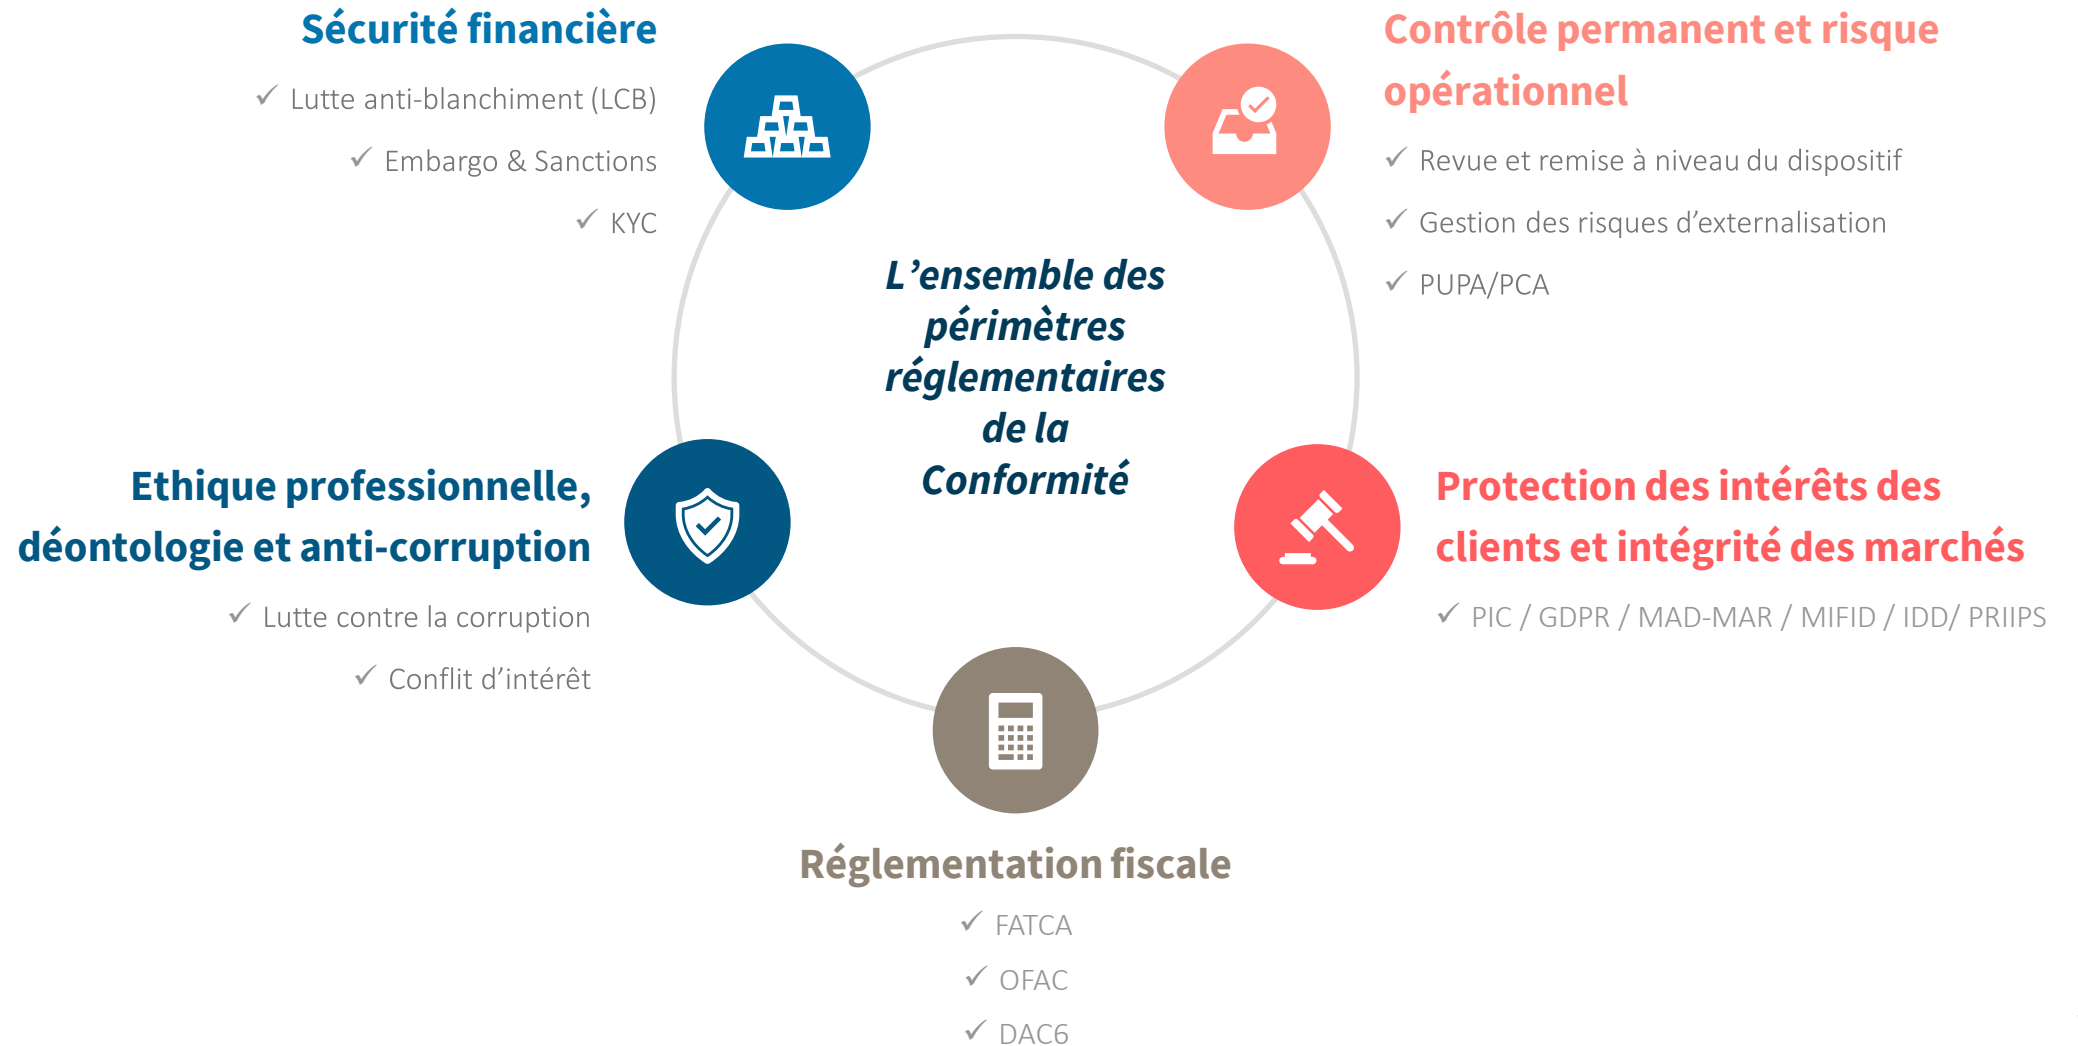 Sécurité financière
✓ Lutte anti-blanchiment (LCB)
✓ Embargo & Sanctions
✓ KYC
Contrôle permanent et risque
opérationnel
✓ Revue et remise à niveau du dispositif
✓ Gestion des risques d’externalisation
✓ PUPA/PCA
L’ensemble des
périmètres
réglementaires
de la
Conformité
Ethique professionnelle,
déontologie et anti-corruption
✓ Lutte contre la corruption
✓ Conflit d’intérêt
Protection des intérêts des
clients et intégrité des marchés
✓ PIC / GDPR / MAD-MAR / MIFID / IDD/ PRIIPS
Réglementation fiscale
✓ FATCA
✓ OFAC
✓ DAC6